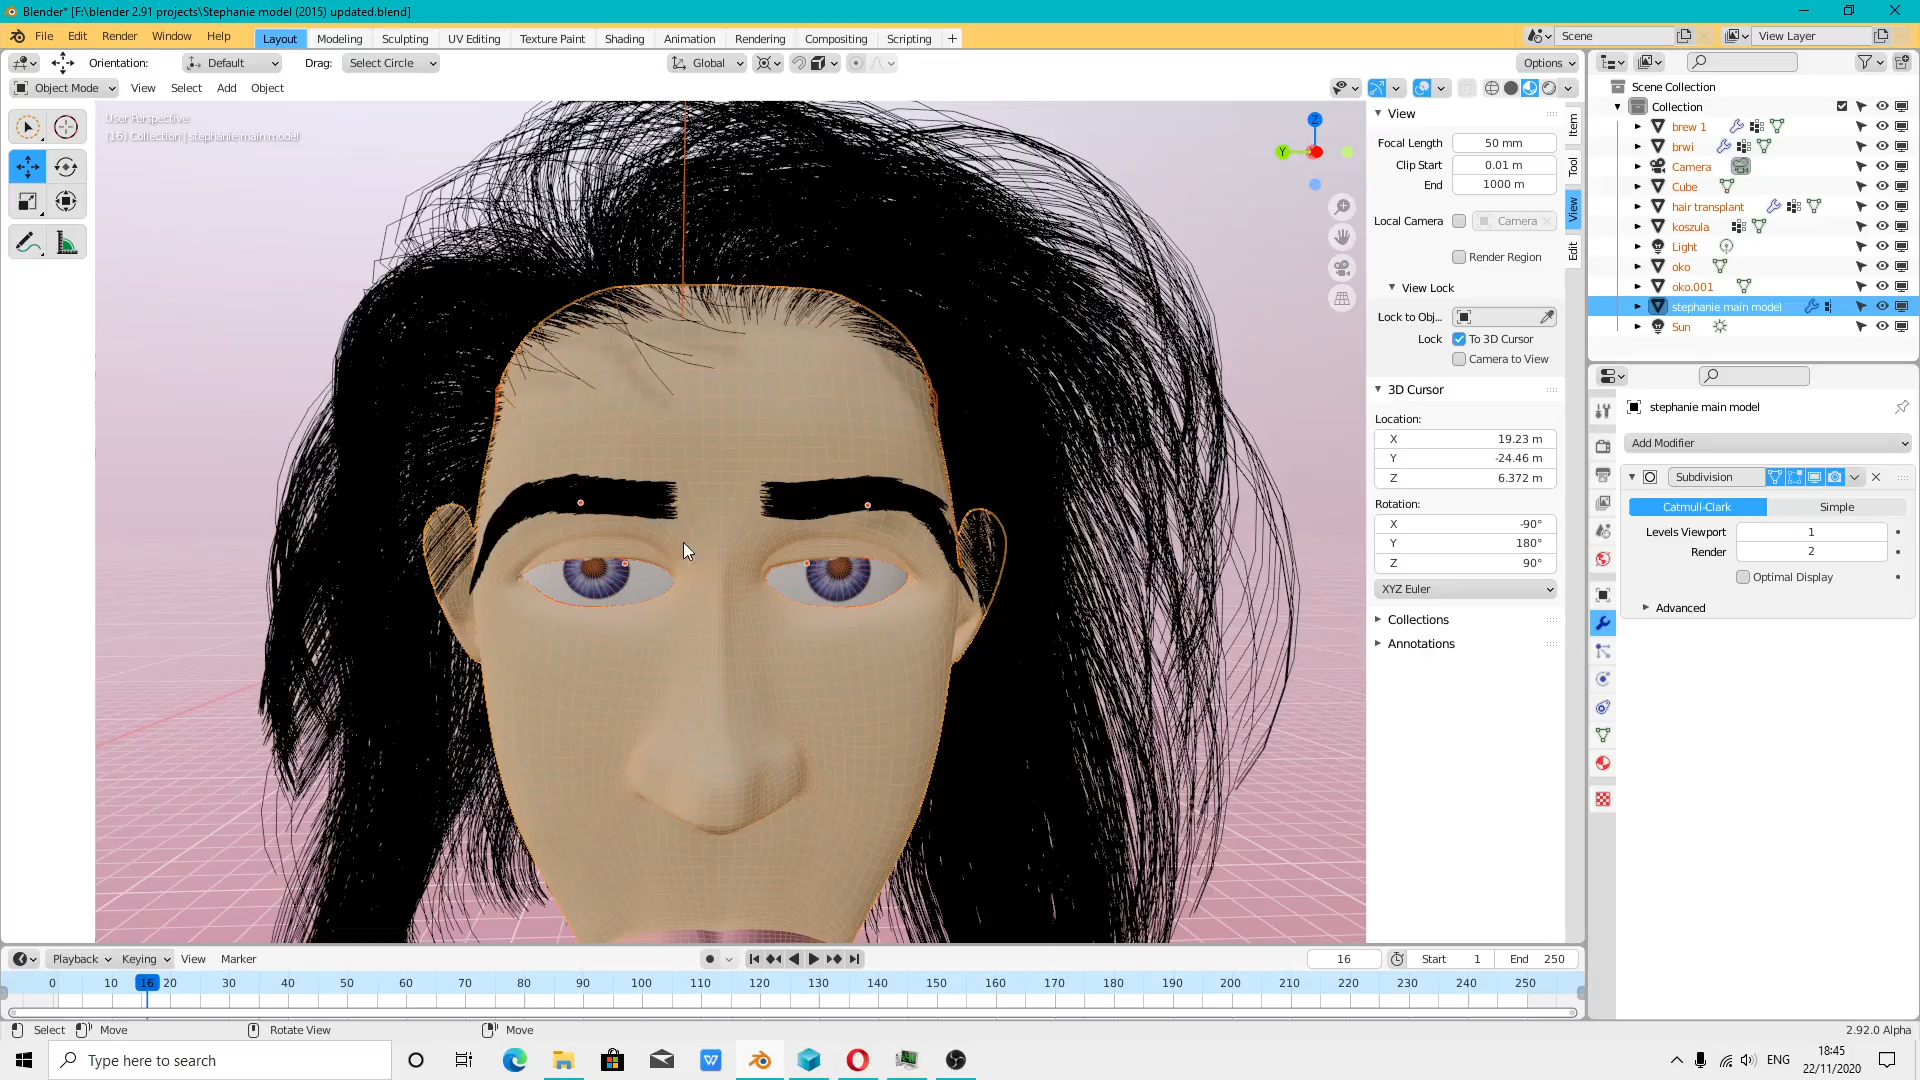 Blender* [F:\blender 2.91 projects\Stephanie model (2015) updated.blend]
File Edit Render Window Help Layout Modeling Sculpting UV Editing Texture Paint Shading Animation Rendering Compositing Scripting + Scene View Layer
Orientation: Default Drag: Select Circle Global Options
Object Mode View Select Add Object
User Perspective
(16) Collection | stephanie main model
Z
Y
View
Focal Length 50 mm
Clip Start 0.01 m
End 1000 m
Local Camera Camera
Render Region
View Lock
Lock to Obj...
Lock To 3D Cursor
Camera to View
3D Cursor
Location:
X 19.23 m
Y -24.46 m
Z 6.372 m
Rotation:
X -90°
Y 180°
Z 90°
XYZ Euler
Collections
Annotations
Item
Tool
View
Edit
Scene Collection
Collection
brew 1
brwi
Camera
Cube
hair transplant
koszula
Light
oko
oko.001
stephanie main model
Sun
stephanie main model
Add Modifier
Subdivision
Catmull-Clark Simple
Levels Viewport 1
Render 2
Optimal Display
Advanced
Playback Keying View Marker 16 Start 1 End 250
0 10 16 20 30 40 50 60 70 80 90 100 110 120 130 140 150 160 170 180 190 200 210 220 230 240 250
Select Move Rotate View Move 2.92.0 Alpha
Type here to search
ENG
18:45
22/11/2020